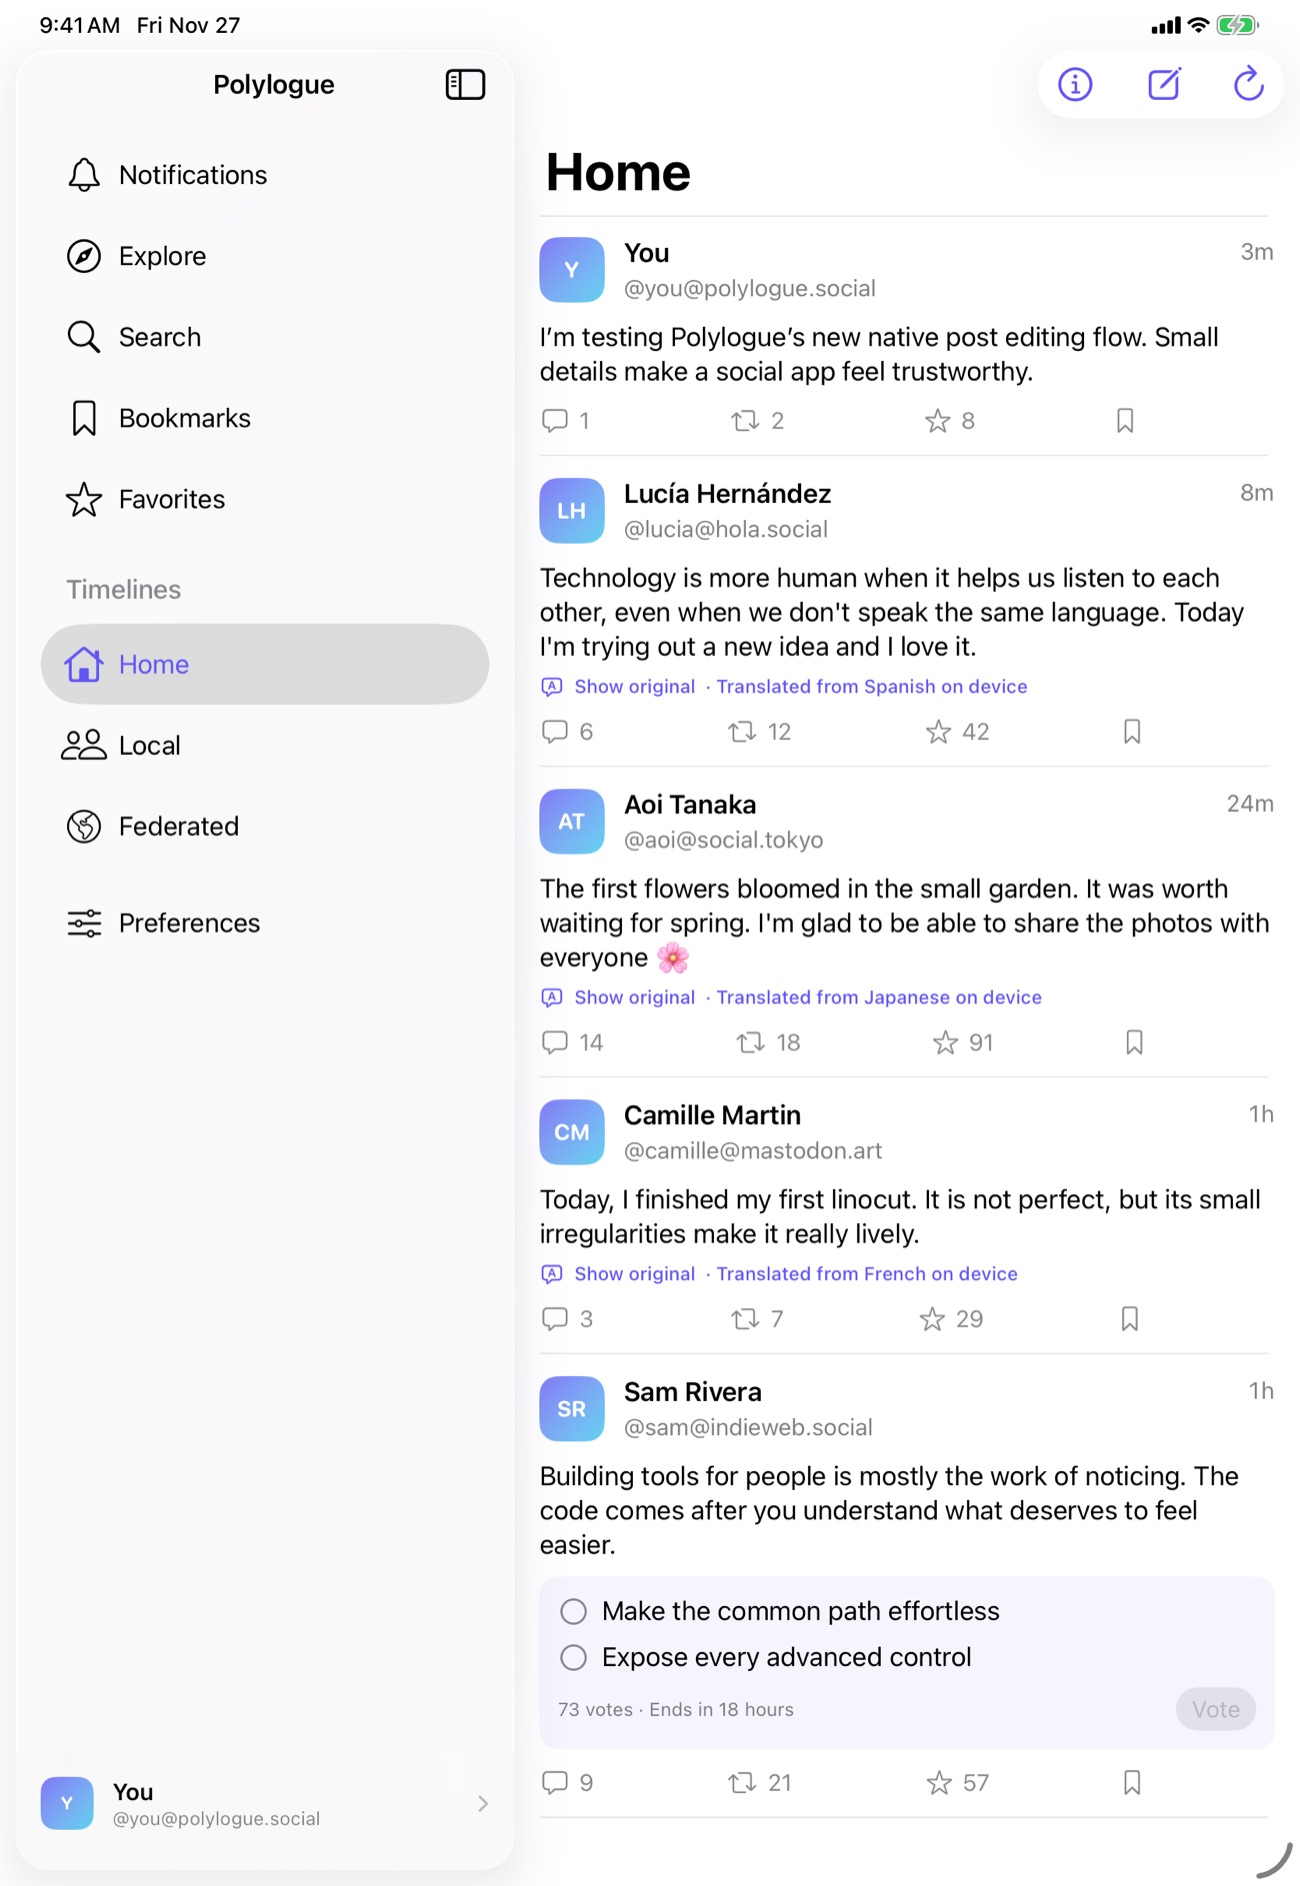 9:41 AM Fri Nov 27
Polylogue
Notifications
Explore
Search
Bookmarks
Favorites
Timelines
Home
Local
Federated
Preferences
Y
You
@you@polylogue.social
Home
Y
You
3m
@you@polylogue.social
I’m testing Polylogue’s new native post editing flow. Small
details make a social app feel trustworthy.
1 2 8
LH
Lucía Hernández
8m
@lucia@hola.social
Technology is more human when it helps us listen to each
other, even when we don't speak the same language. Today
I'm trying out a new idea and I love it.
Show original · Translated from Spanish on device
6 12 42
AT
Aoi Tanaka
24m
@aoi@social.tokyo
The first flowers bloomed in the small garden. It was worth
waiting for spring. I'm glad to be able to share the photos with
everyone 🌸
Show original · Translated from Japanese on device
14 18 91
CM
Camille Martin
1h
@camille@mastodon.art
Today, I finished my first linocut. It is not perfect, but its small
irregularities make it really lively.
Show original · Translated from French on device
3 7 29
SR
Sam Rivera
1h
@sam@indieweb.social
Building tools for people is mostly the work of noticing. The
code comes after you understand what deserves to feel
easier.
Make the common path effortless
Expose every advanced control
73 votes · Ends in 18 hours
Vote
9 21 57